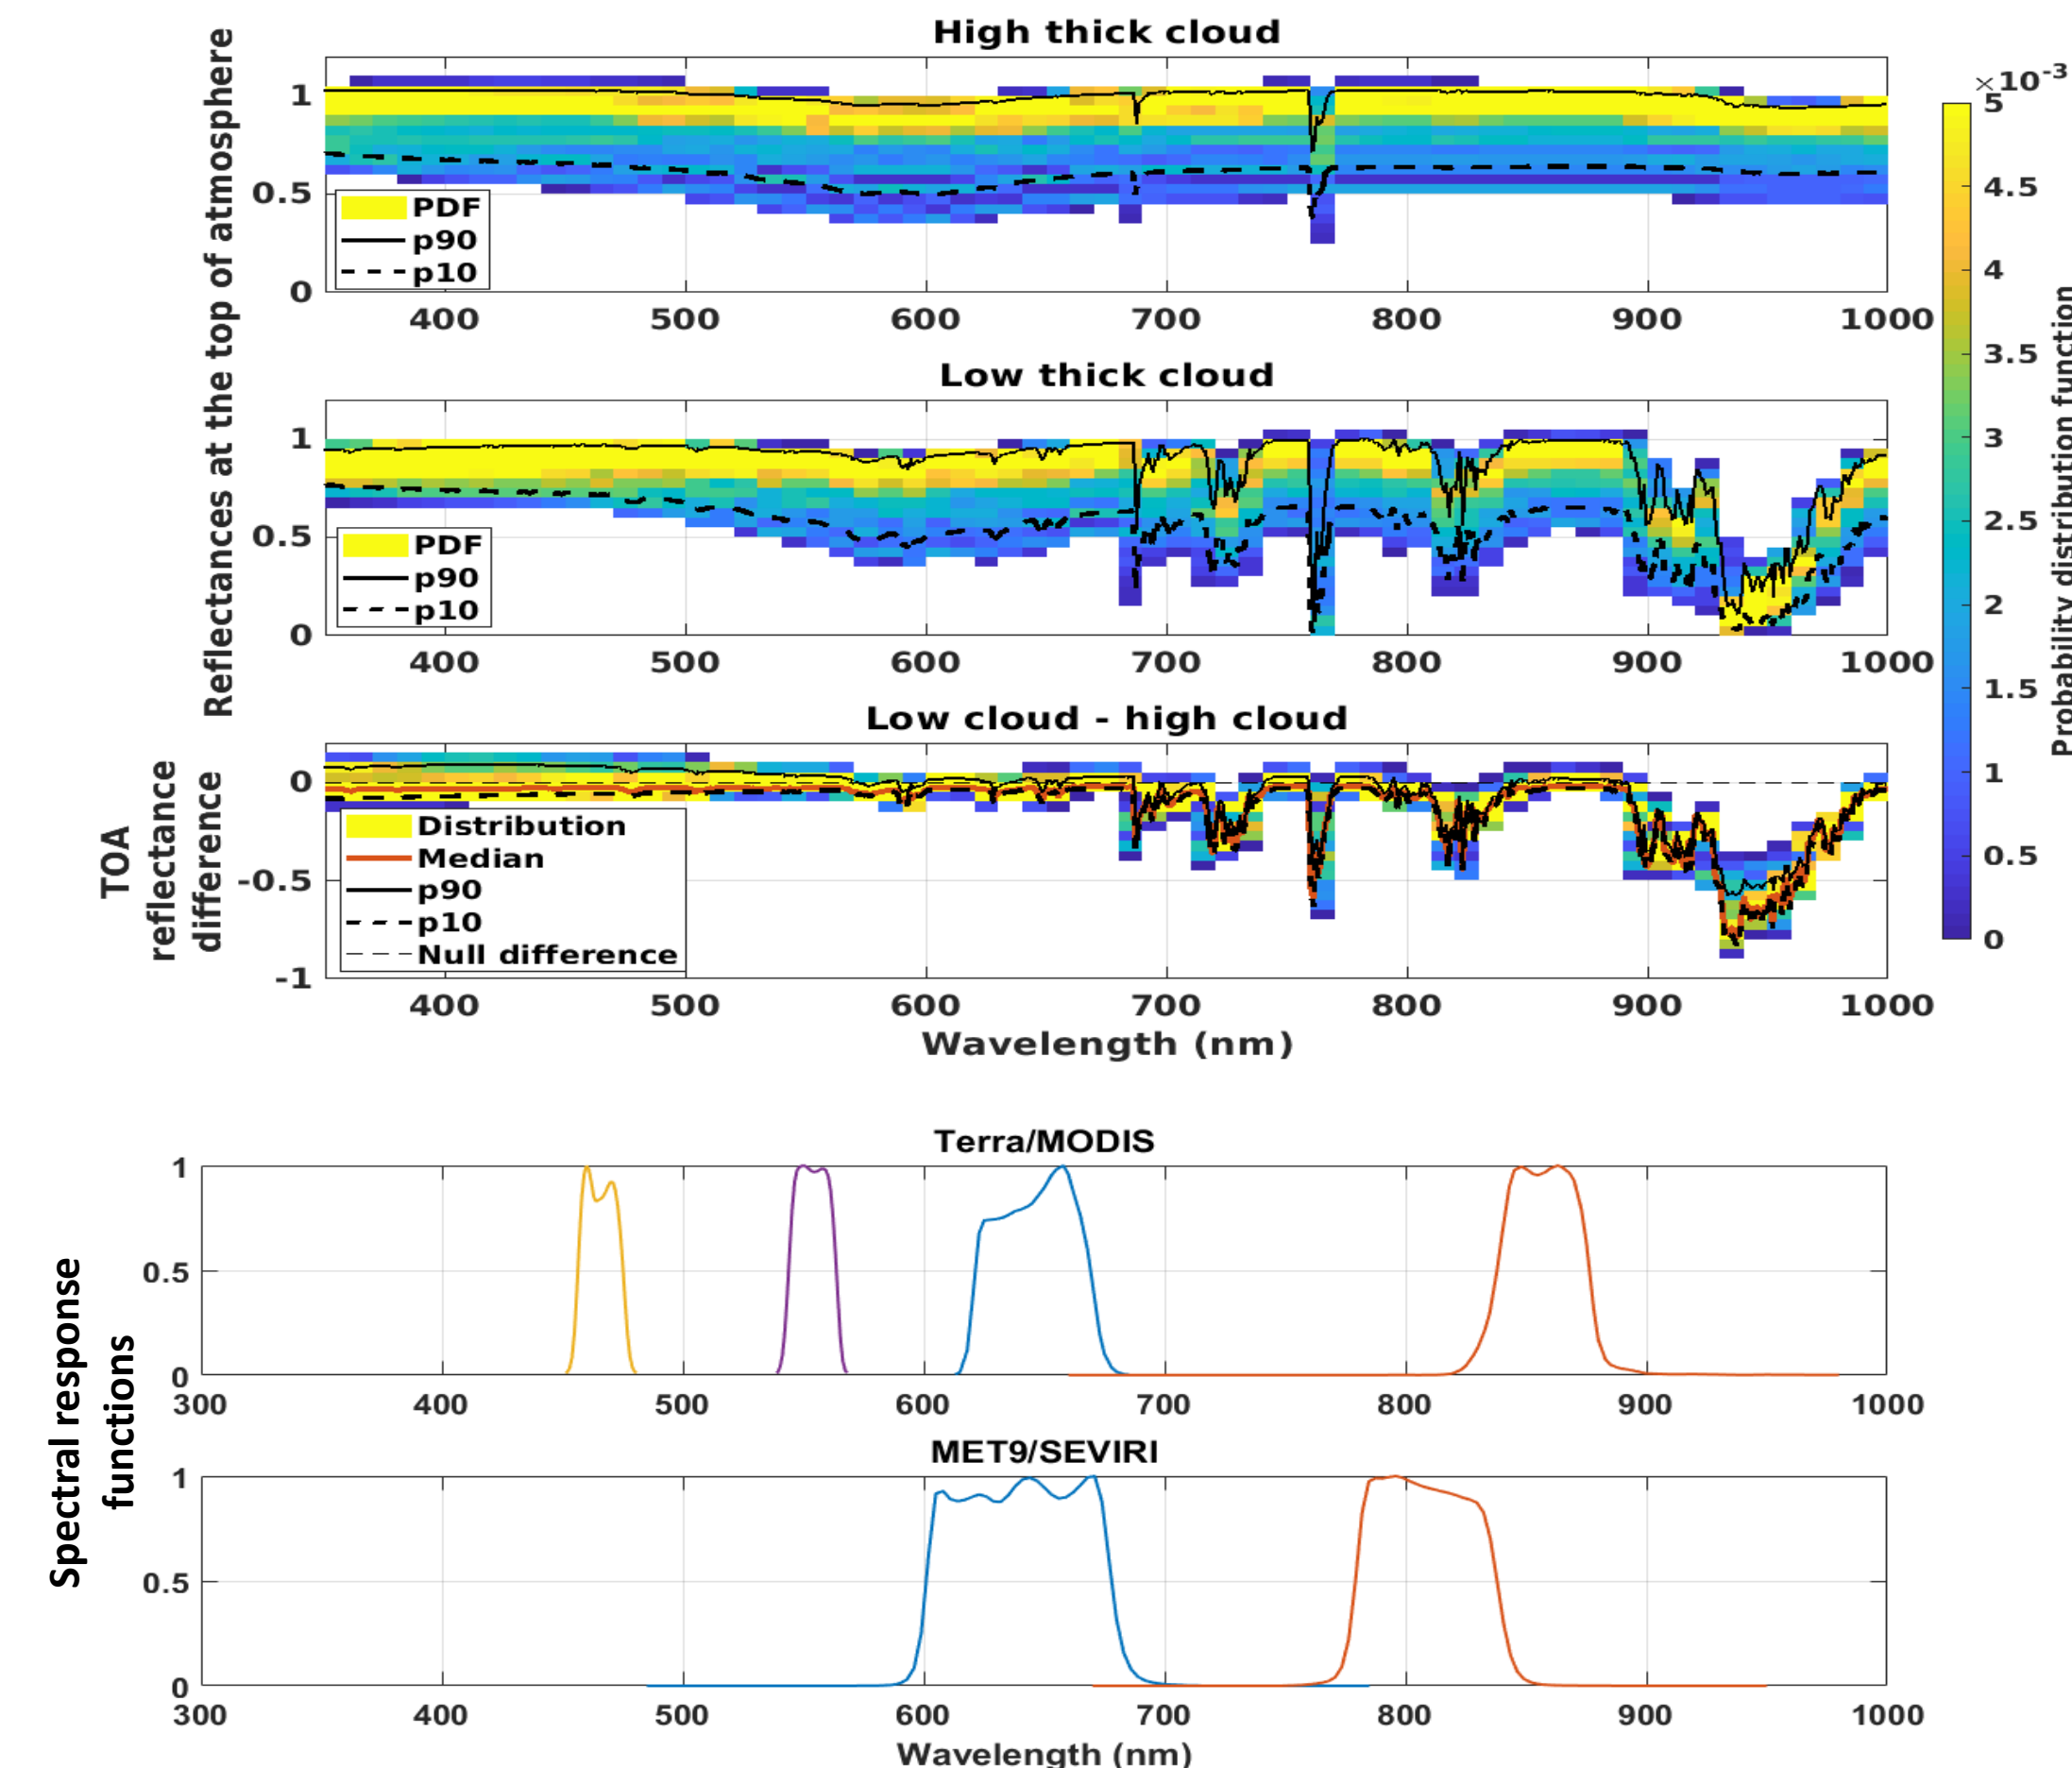 High thick cloud
Reflectances at the top of atmosphere
1
0.5
0
PDF
p90
p10
400 500 600 700 800 900 1000
Low thick cloud
1
0.5
0
PDF
p90
p10
400 500 600 700 800 900 1000
Low cloud - high cloud
TOA
reflectance
difference
0
-0.5
-1
Distribution
Median
p90
p10
Null difference
400 500 600 700 800 900 1000
Wavelength (nm)
×10-3
5
4.5
4
3.5
3
2.5
2
1.5
1
0.5
0
Probability distribution function
Spectral response
functions
Terra/MODIS
1
0.5
0
300 400 500 600 700 800 900 1000
MET9/SEVIRI
1
0.5
0
300 400 500 600 700 800 900 1000
Wavelength (nm)